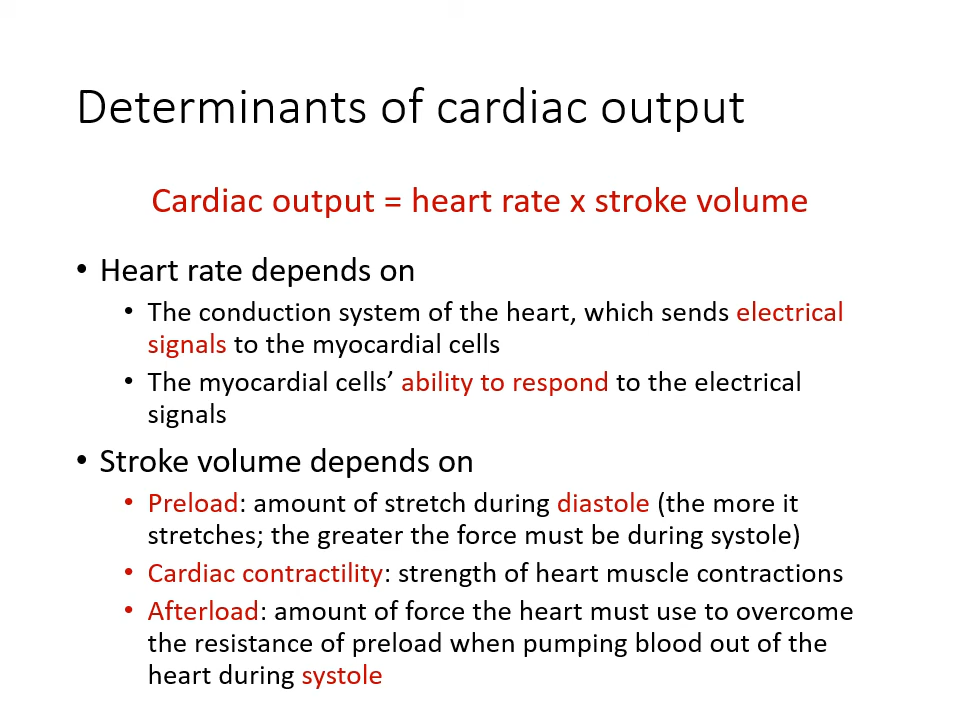 Determinants of cardiac output
Cardiac output = heart rate x stroke volume
• Heart rate depends on
• The conduction system of the heart, which sends electrical
signals to the myocardial cells
• The myocardial cells’ ability to respond to the electrical
signals
• Stroke volume depends on
• Preload: amount of stretch during diastole (the more it
stretches; the greater the force must be during systole)
• Cardiac contractility: strength of heart muscle contractions
• Afterload: amount of force the heart must use to overcome
the resistance of preload when pumping blood out of the
heart during systole